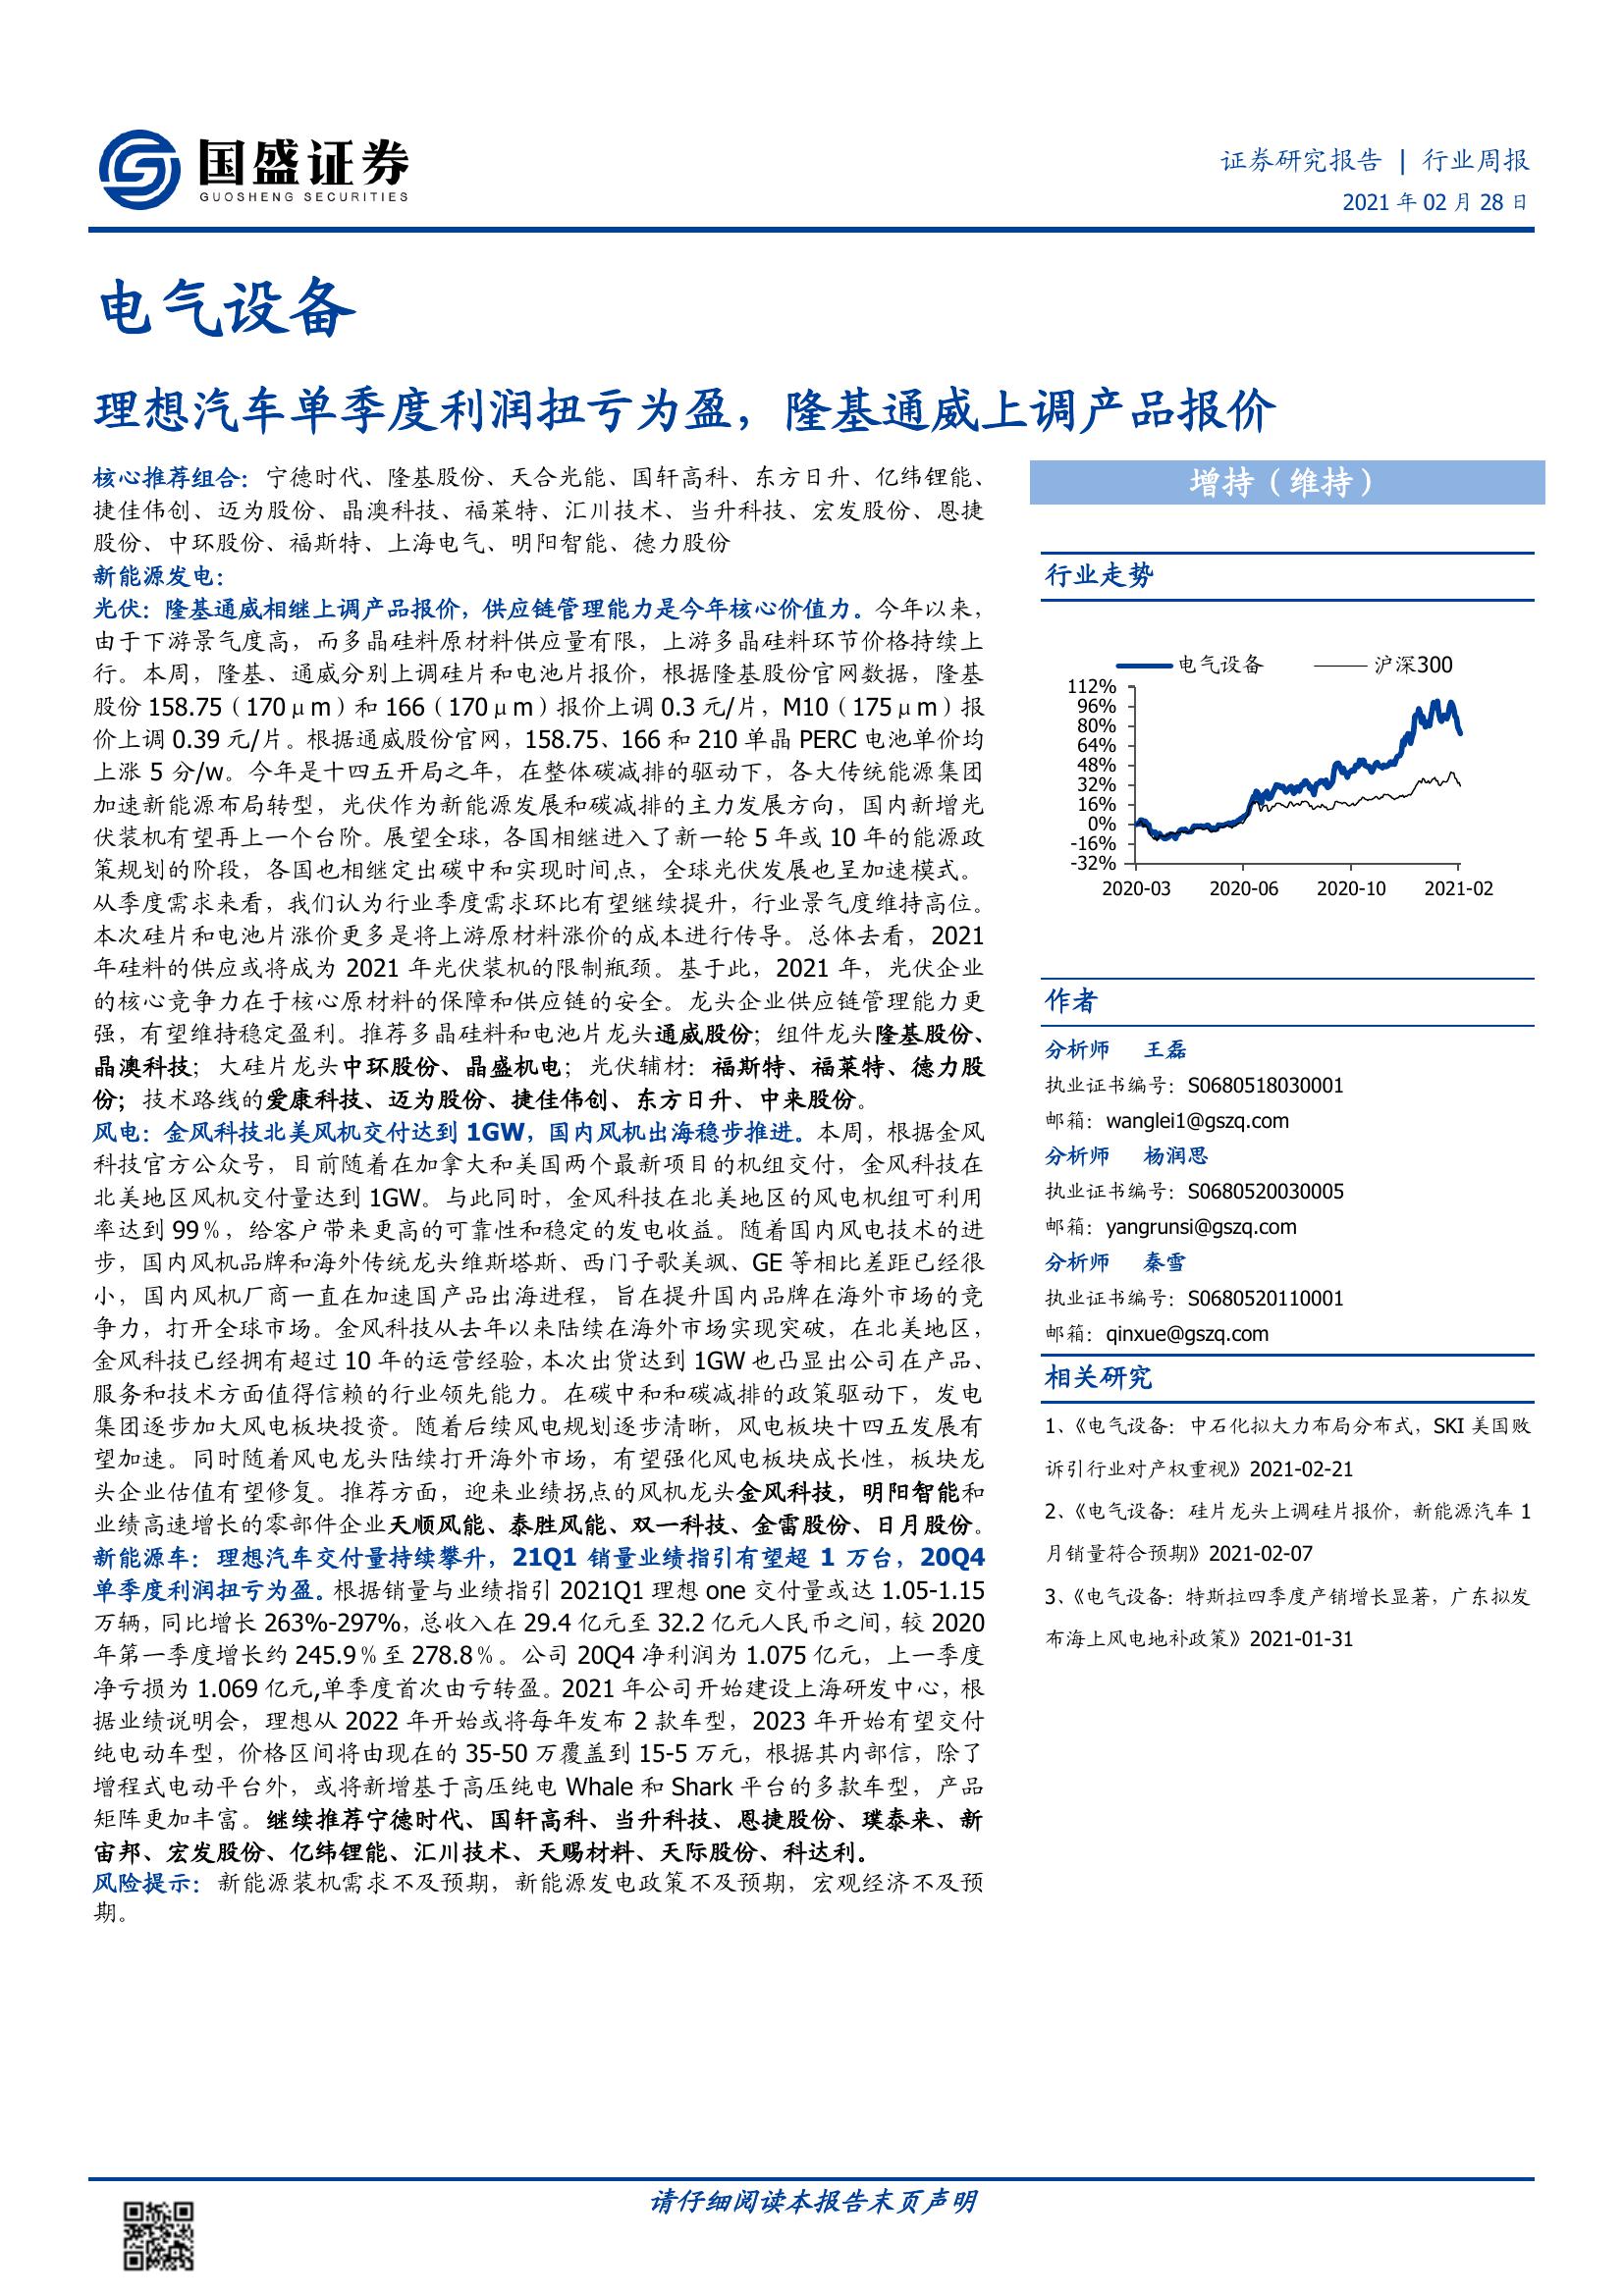 国盛证券
GUOSHENG SECURITIES
证券研究报告 | 行业周报
2021 年 02 月 28 日
电气设备
理想汽车单季度利润扭亏为盈，隆基通威上调产品报价
核心推荐组合：宁德时代、隆基股份、天合光能、国轩高科、东方日升、亿纬锂能、
捷佳伟创、迈为股份、晶澳科技、福莱特、汇川技术、当升科技、宏发股份、恩捷
股份、中环股份、福斯特、上海电气、明阳智能、德力股份
新能源发电：
光伏：隆基通威相继上调产品报价，供应链管理能力是今年核心价值力。今年以来，
由于下游景气度高，而多晶硅料原材料供应量有限，上游多晶硅料环节价格持续上
行。本周，隆基、通威分别上调硅片和电池片报价，根据隆基股份官网数据，隆基
股份 158.75（170μm）和 166（170μm）报价上调 0.3 元/片，M10（175μm）报
价上调 0.39 元/片。根据通威股份官网，158.75、166 和 210 单晶 PERC 电池单价均
上涨 5 分/w。今年是十四五开局之年，在整体碳减排的驱动下，各大传统能源集团
加速新能源布局转型，光伏作为新能源发展和碳减排的主力发展方向，国内新增光
伏装机有望再上一个台阶。展望全球，各国相继进入了新一轮 5 年或 10 年的能源政
策规划的阶段，各国也相继定出碳中和实现时间点，全球光伏发展也呈加速模式。
从季度需求来看，我们认为行业季度需求环比有望继续提升，行业景气度维持高位。
本次硅片和电池片涨价更多是将上游原材料涨价的成本进行传导。总体去看，2021
年硅料的供应或将成为 2021 年光伏装机的限制瓶颈。基于此，2021 年，光伏企业
的核心竞争力在于核心原材料的保障和供应链的安全。龙头企业供应链管理能力更
强，有望维持稳定盈利。推荐多晶硅料和电池片龙头通威股份；组件龙头隆基股份、
晶澳科技；大硅片龙头中环股份、晶盛机电；光伏辅材：福斯特、福莱特、德力股
份；技术路线的爱康科技、迈为股份、捷佳伟创、东方日升、中来股份。
风电：金风科技北美风机交付达到 1GW，国内风机出海稳步推进。本周，根据金风
科技官方公众号，目前随着在加拿大和美国两个最新项目的机组交付，金风科技在
北美地区风机交付量达到 1GW。与此同时，金风科技在北美地区的风电机组可利用
率达到 99％，给客户带来更高的可靠性和稳定的发电收益。随着国内风电技术的进
步，国内风机品牌和海外传统龙头维斯塔斯、西门子歌美飒、GE 等相比差距已经很
小，国内风机厂商一直在加速国产品出海进程，旨在提升国内品牌在海外市场的竞
争力，打开全球市场。金风科技从去年以来陆续在海外市场实现突破，在北美地区，
金风科技已经拥有超过 10 年的运营经验，本次出货达到 1GW 也凸显出公司在产品、
服务和技术方面值得信赖的行业领先能力。在碳中和和碳减排的政策驱动下，发电
集团逐步加大风电板块投资。随着后续风电规划逐步清晰，风电板块十四五发展有
望加速。同时随着风电龙头陆续打开海外市场，有望强化风电板块成长性，板块龙
头企业估值有望修复。推荐方面，迎来业绩拐点的风机龙头金风科技，明阳智能和
业绩高速增长的零部件企业天顺风能、泰胜风能、双一科技、金雷股份、日月股份。
新能源车：理想汽车交付量持续攀升，21Q1 销量业绩指引有望超 1 万台，20Q4
单季度利润扭亏为盈。根据销量与业绩指引 2021Q1 理想 one 交付量或达 1.05-1.15
万辆，同比增长 263%-297%，总收入在 29.4 亿元至 32.2 亿元人民币之间，较 2020
年第一季度增长约 245.9％至 278.8％。公司 20Q4 净利润为 1.075 亿元，上一季度
净亏损为 1.069 亿元,单季度首次由亏转盈。2021 年公司开始建设上海研发中心，根
据业绩说明会，理想从 2022 年开始或将每年发布 2 款车型，2023 年开始有望交付
纯电动车型，价格区间将由现在的 35-50 万覆盖到 15-5 万元，根据其内部信，除了
增程式电动平台外，或将新增基于高压纯电 Whale 和 Shark 平台的多款车型，产品
矩阵更加丰富。继续推荐宁德时代、国轩高科、当升科技、恩捷股份、璞泰来、新
宙邦、宏发股份、亿纬锂能、汇川技术、天赐材料、天际股份、科达利。
风险提示：新能源装机需求不及预期，新能源发电政策不及预期，宏观经济不及预
期。
增持（维持）
行业走势
电气设备 沪深300
112%
96%
80%
64%
48%
32%
16%
0%
-16%
-32%
2020-03 2020-06 2020-10 2021-02
作者
分析师 王磊
执业证书编号：S0680518030001
邮箱：wanglei1@gszq.com
分析师 杨润思
执业证书编号：S0680520030005
邮箱：yangrunsi@gszq.com
分析师 秦雪
执业证书编号：S0680520110001
邮箱：qinxue@gszq.com
相关研究
1、《电气设备：中石化拟大力布局分布式，SKI 美国败
诉引行业对产权重视》2021-02-21
2、《电气设备：硅片龙头上调硅片报价，新能源汽车 1
月销量符合预期》2021-02-07
3、《电气设备：特斯拉四季度产销增长显著，广东拟发
布海上风电地补政策》2021-01-31
请仔细阅读本报告末页声明